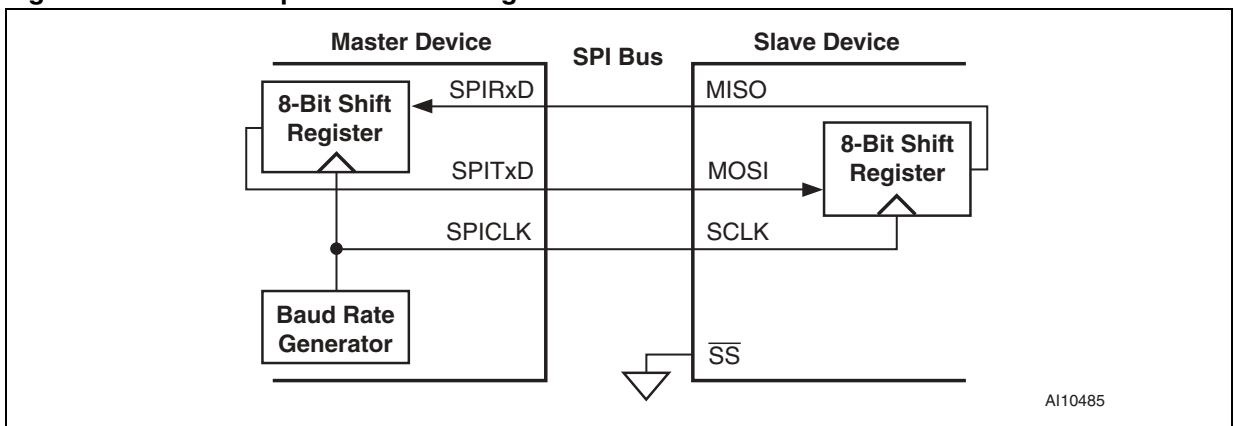 Master Device
SPI Bus
Slave Device
8-Bit Shift
Register
SPIRxD
MISO
8-Bit Shift
Register
SPITxD
MOSI
SPICLK
SCLK
Baud Rate
Generator
SS
AI10485